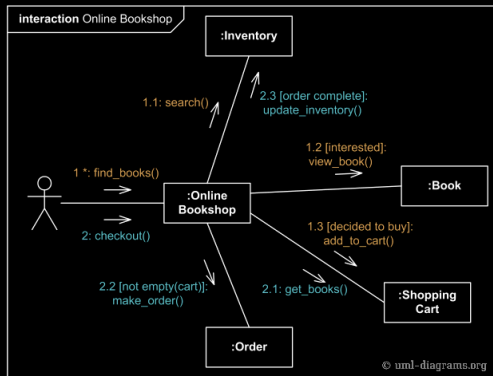 interaction Online Bookshop
:Inventory
1.1: search()
2.3 [order complete]:
update_inventory()
1.2 [interested]:
view_book()
1 *: find_books()
:Online
Bookshop
:Book
2: checkout()
1.3 [decided to buy]:
add_to_cart()
2.2 [not empty(cart)]:
make_order()
2.1: get_books()
:Shopping
Cart
:Order
© uml-diagrams.org